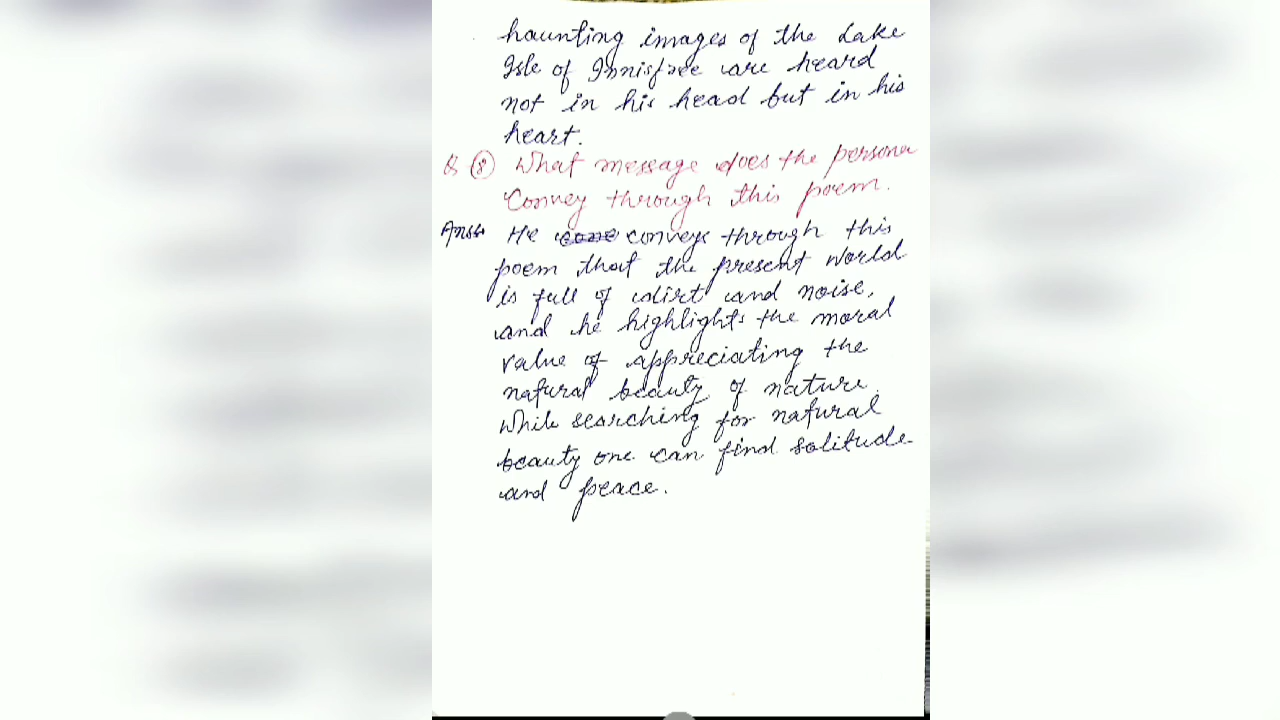 haunting images of the Lake
Isle of Innisfree are heard
not in his head but in his
heart.
Q (8) What message does the persona
Convey through this poem.
Ans: He cone conveys through this
poem that the present world
is full of dirt and noise,
and he highlights the moral
value of appreciating the
natural beauty of nature.
While searching for natural
beauty one can find solitude
and peace.